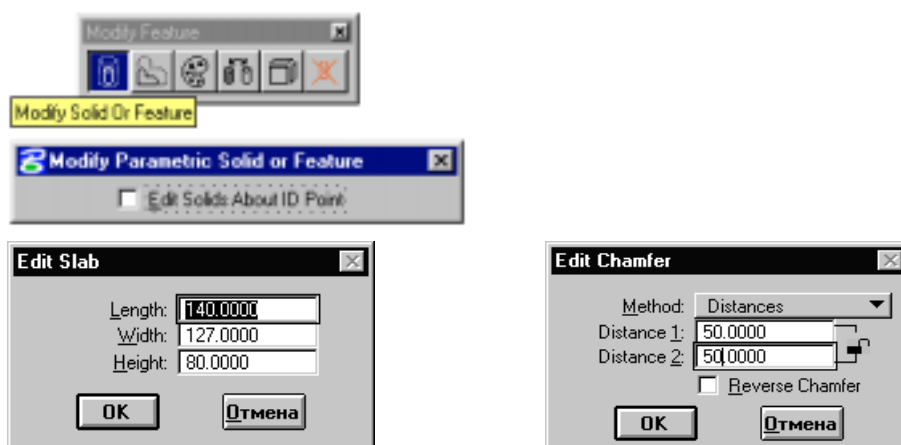 Modify Feature
Modify Solid Or Feature
Modify Parametric Solid or Feature
Edit Solids About ID Point
Edit Slab
Length: 140.0000
Width: 127.0000
Height: 80.0000
OK Отмена
Edit Chamfer
Method: Distances
Distance 1: 50.0000
Distance 2: 50.0000
Reverse Chamfer
OK Отмена